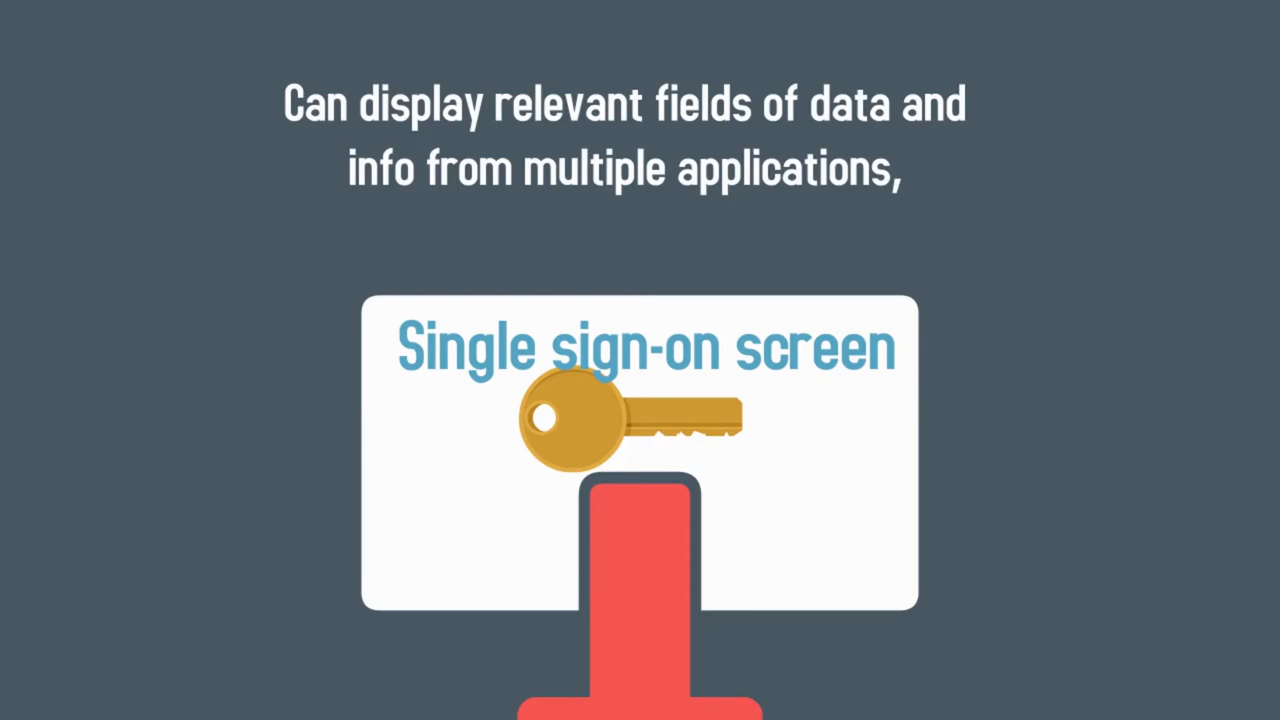 Can display relevant fields of data and
info from multiple applications,
Single sign-on screen